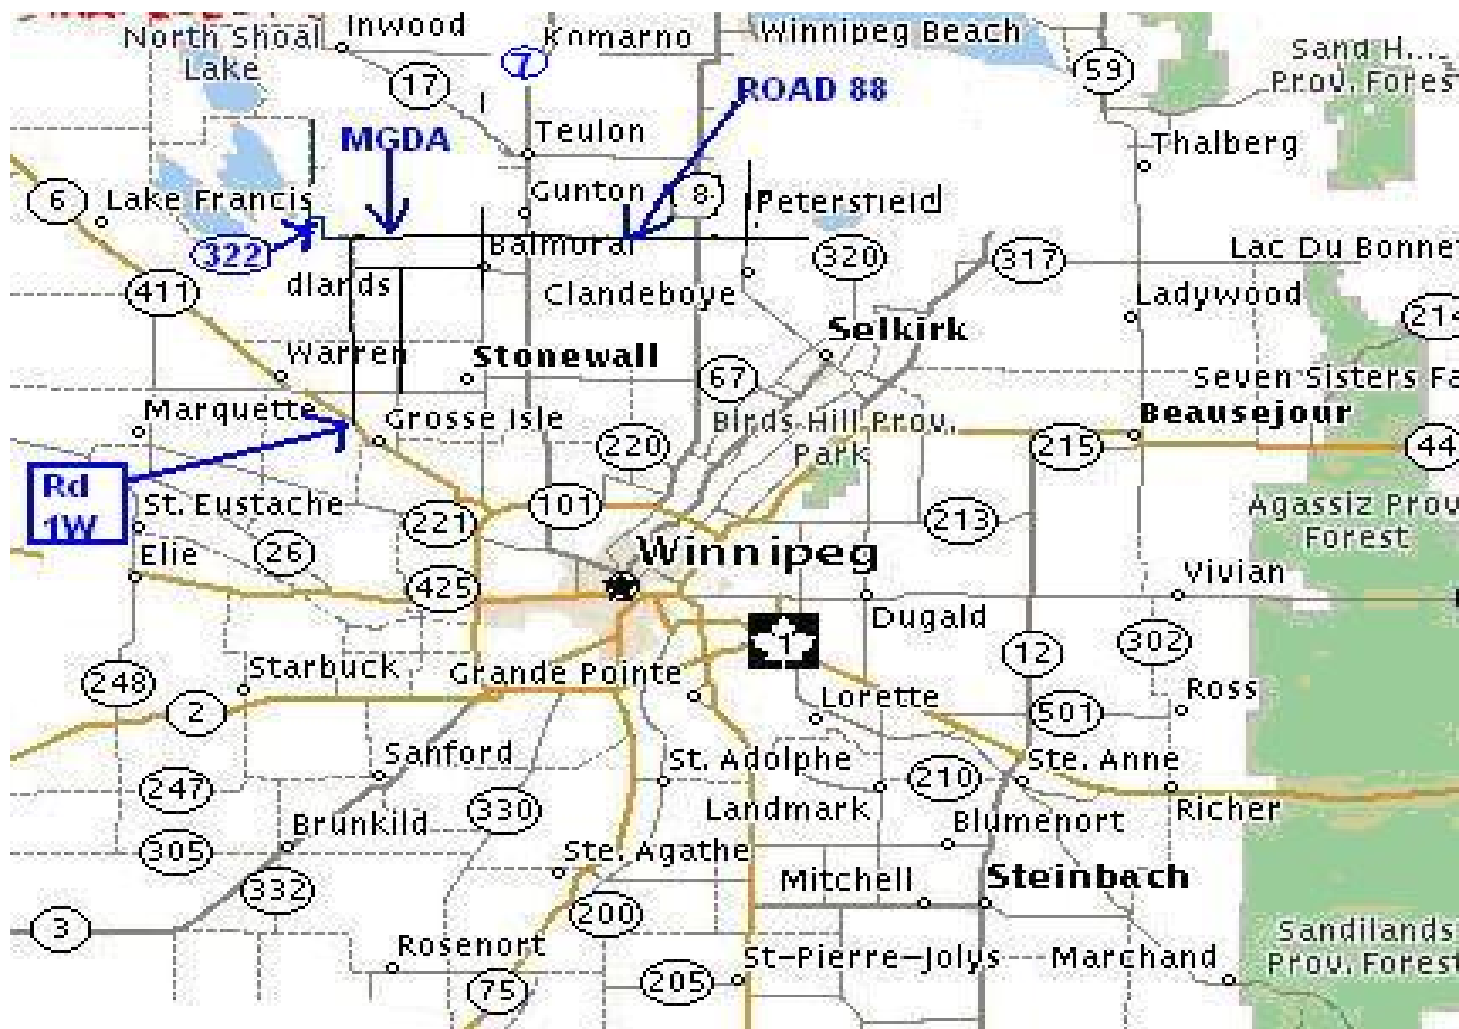 Inwood
Komarno
Winnipeg Beach
North Shoal
Lake
7
17
59
Sand H...
Prov. Forest
ROAD 88
MGDA
Teulon
Thalberg
6
Lake Francis
Gunton
8
Petersfield
322
Balmoral
320
317
Lac Du Bonnet
411
dlands
Clandeboye
Ladywood
214
Selkirk
Warren
Stonewall
67
Seven Sisters Fa
Marquette
Grosse Isle
Birds Hill Prov.
Park
Beausejour
220
215
44
Rd
1W
St. Eustache
221
101
213
Agassiz Prov
Forest
Elie
26
Winnipeg
425
Vivian
Dugald
1
302
248
Starbuck
Grande Pointe
12
2
Lorette
501
Ross
Sanford
St. Adolphe
Ste. Anne
247
330
Landmark
210
Richer
Brunkild
Blumenort
305
Ste. Agathe
332
Mitchell
Steinbach
3
200
Rosenort
St-Pierre-Jolys
Marchand
Sandilands
Prov. Forest
75
205